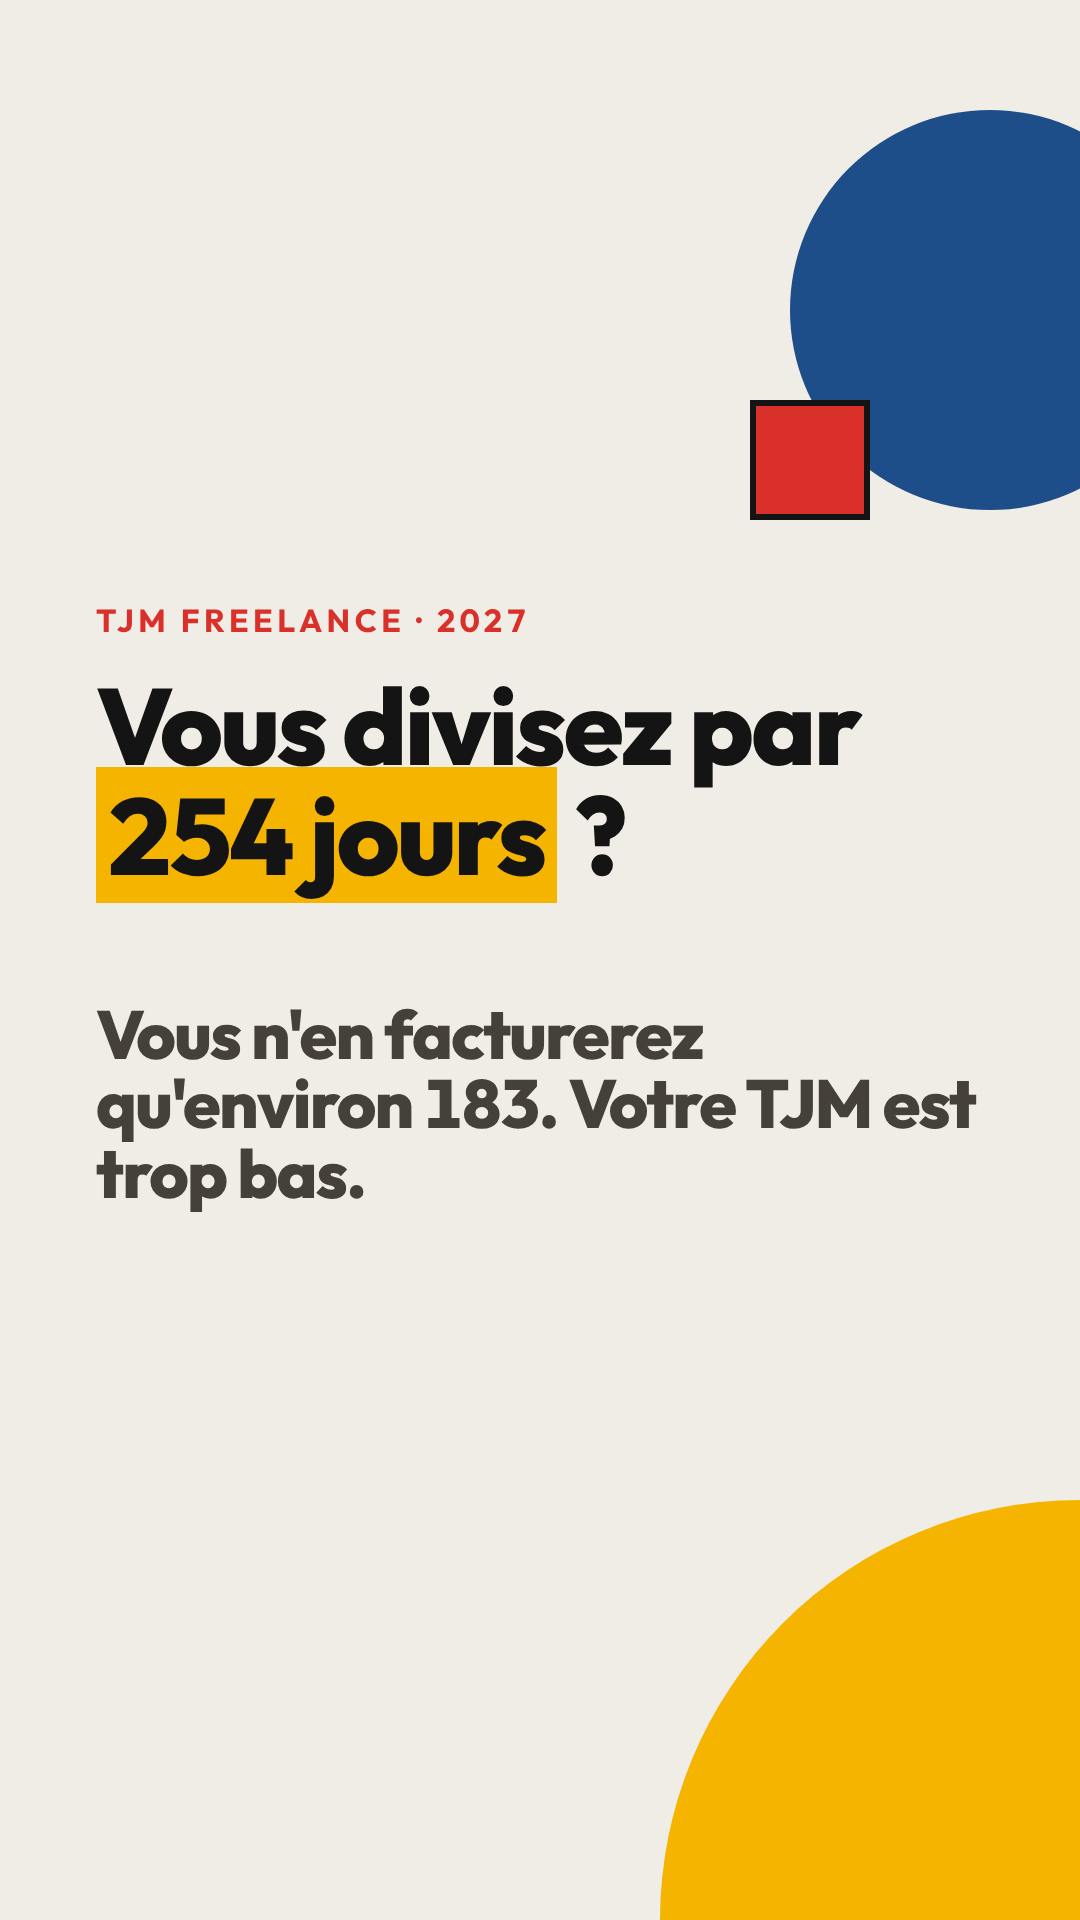 TJM FREELANCE · 2027
Vous divisez par
254 jours ?
Vous n'en facturerez
qu'environ 183. Votre TJM est
trop bas.